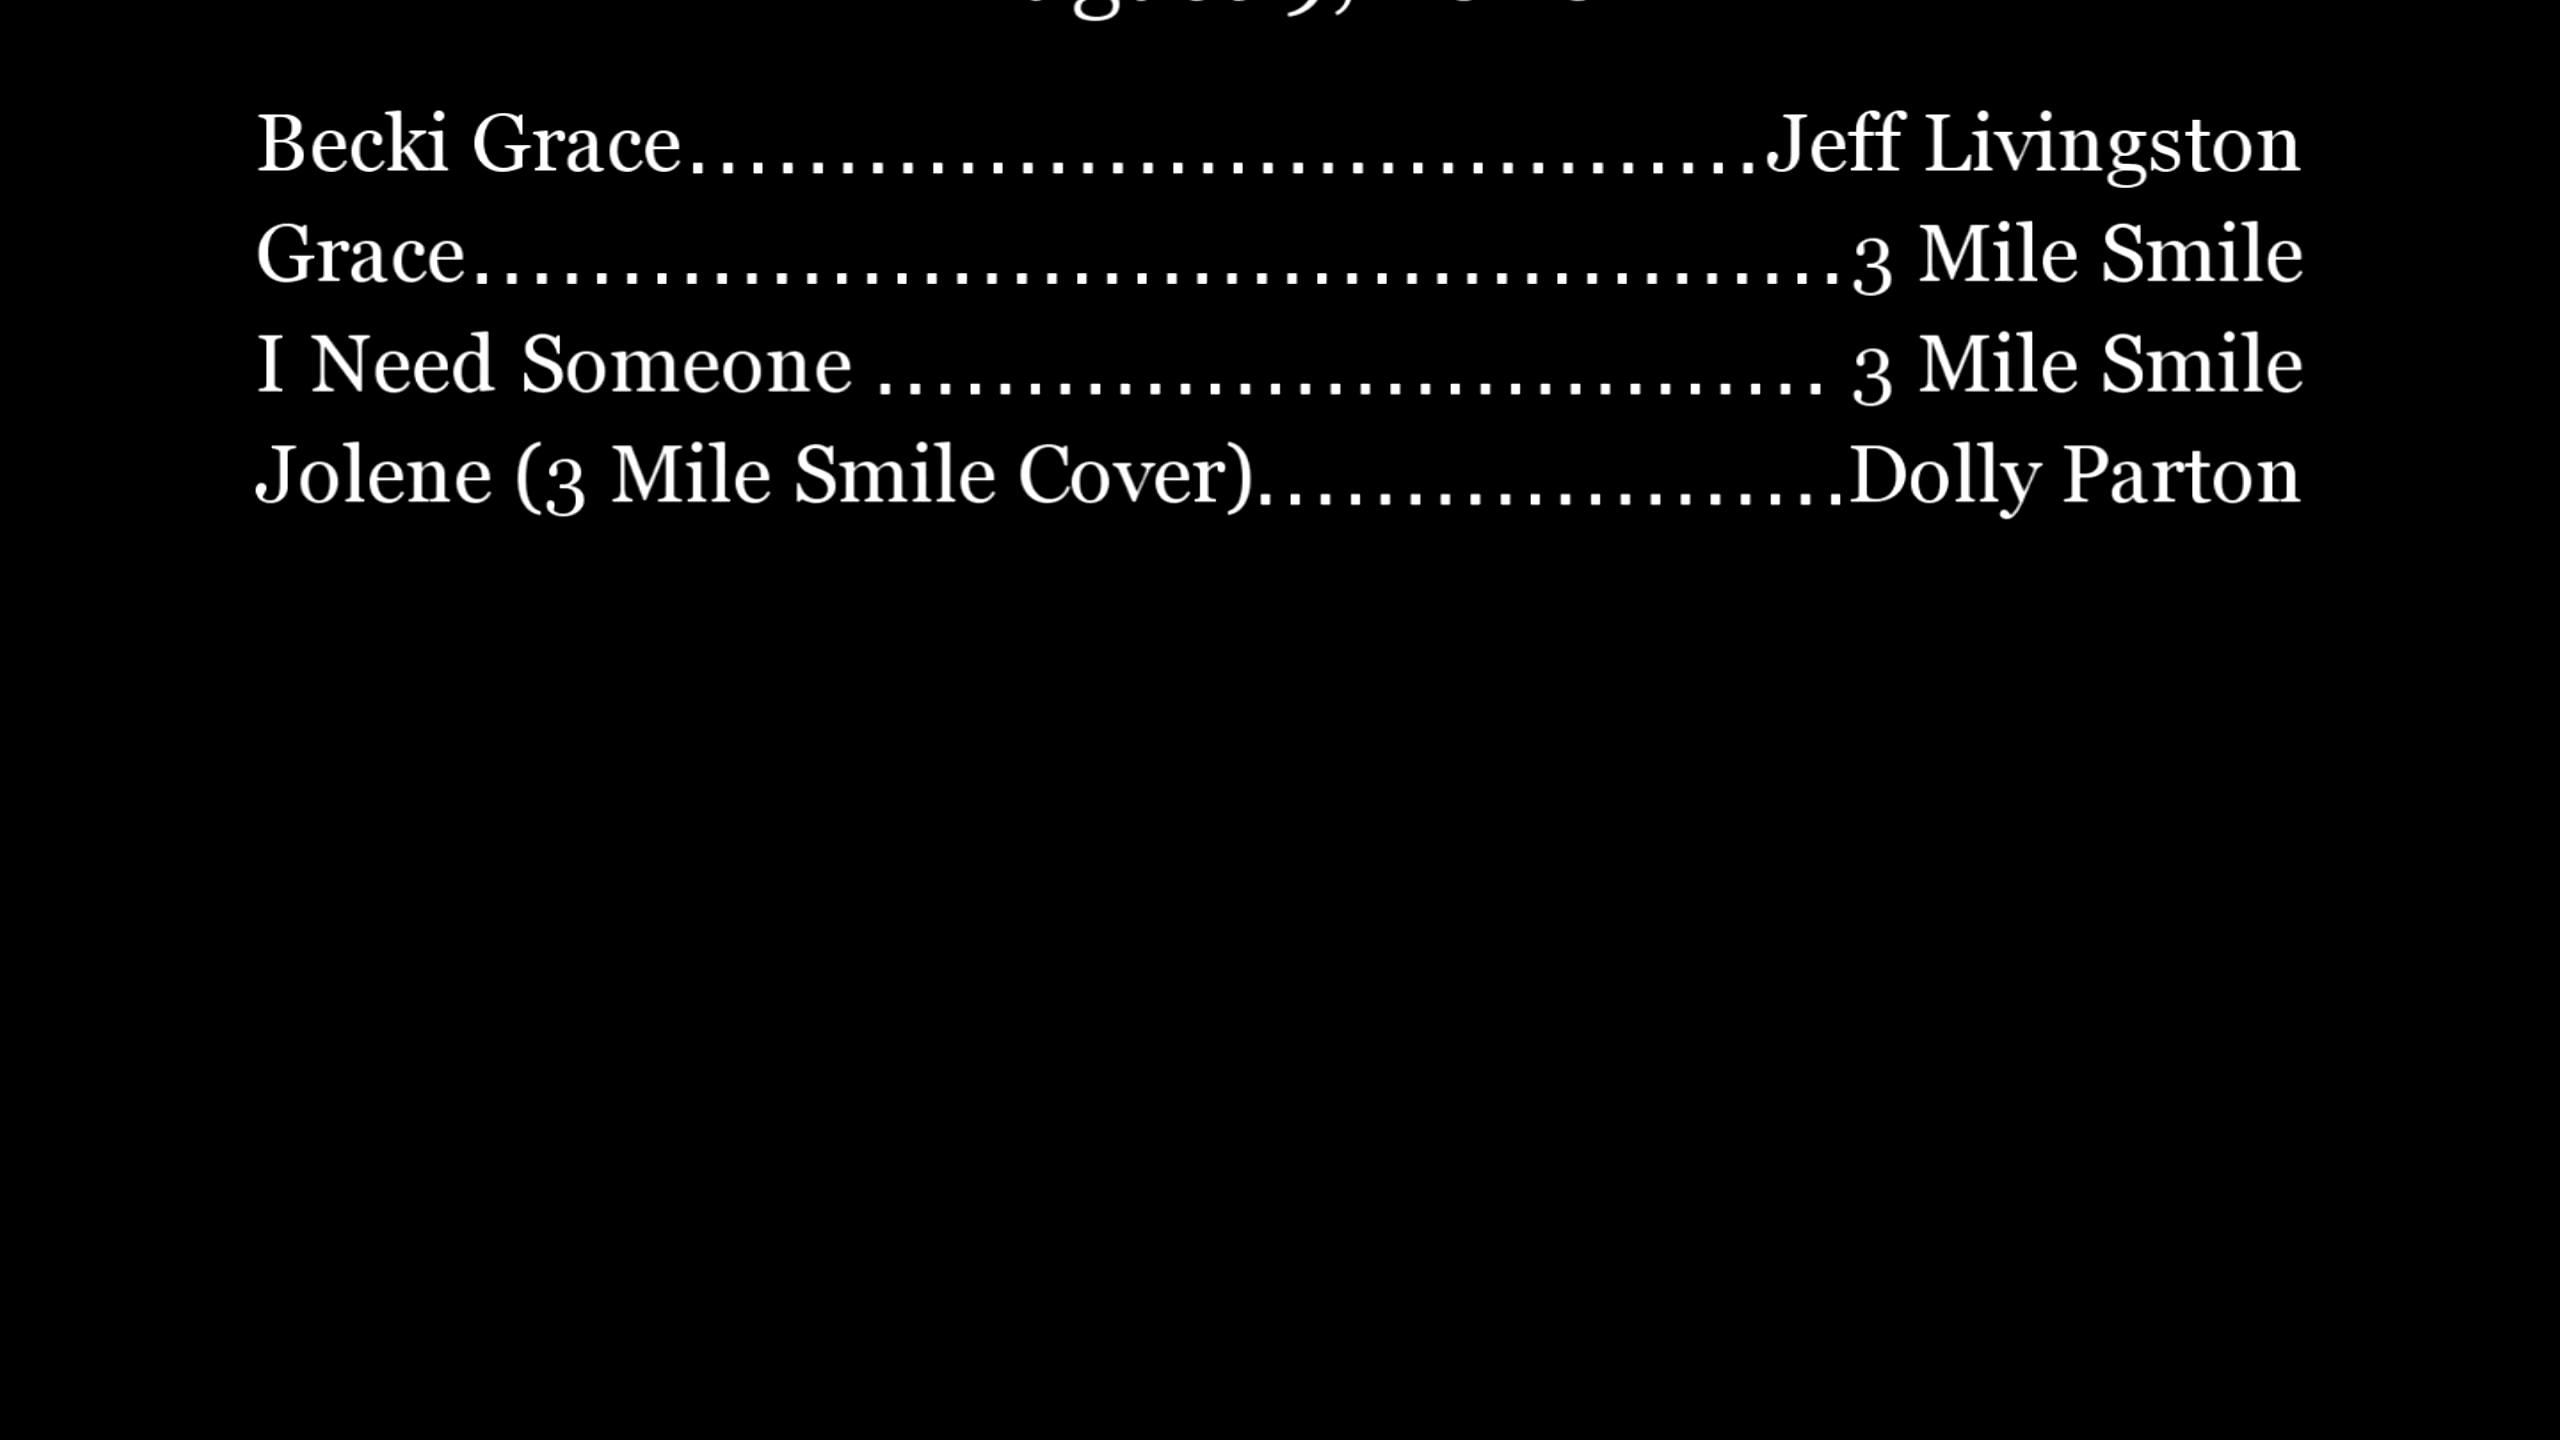 Becki Grace....................................Jeff Livingston
Grace..............................................3 Mile Smile
I Need Someone ................................ 3 Mile Smile
Jolene (3 Mile Smile Cover)....................Dolly Parton